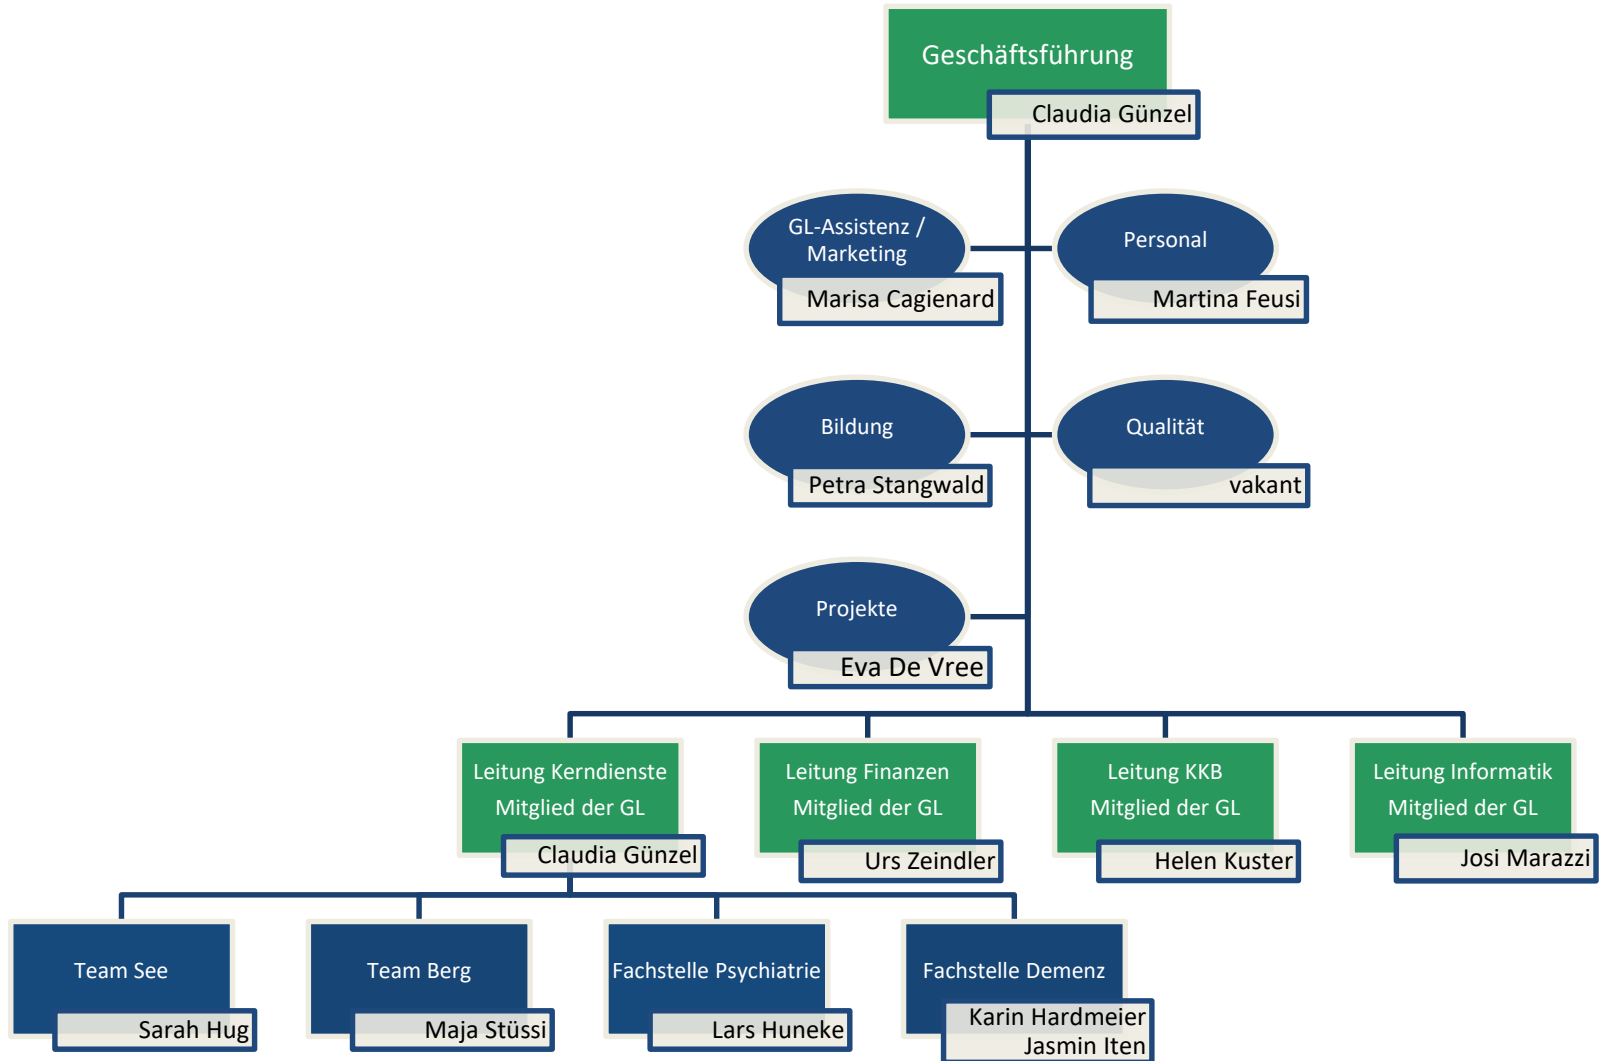 Geschäftsführung
Claudia Günzel
GL-Assistenz /
Marketing
Marisa Cagienard
Personal
Martina Feusi
Bildung
Petra Stangwald
Qualität
vakant
Projekte
Eva De Vree
Leitung Kerndienste
Mitglied der GL
Claudia Günzel
Leitung Finanzen
Mitglied der GL
Urs Zeindler
Leitung KKB
Mitglied der GL
Helen Kuster
Leitung Informatik
Mitglied der GL
Josi Marazzi
Team See
Sarah Hug
Team Berg
Maja Stüssi
Fachstelle Psychiatrie
Lars Huneke
Fachstelle Demenz
Karin Hardmeier
Jasmin Iten